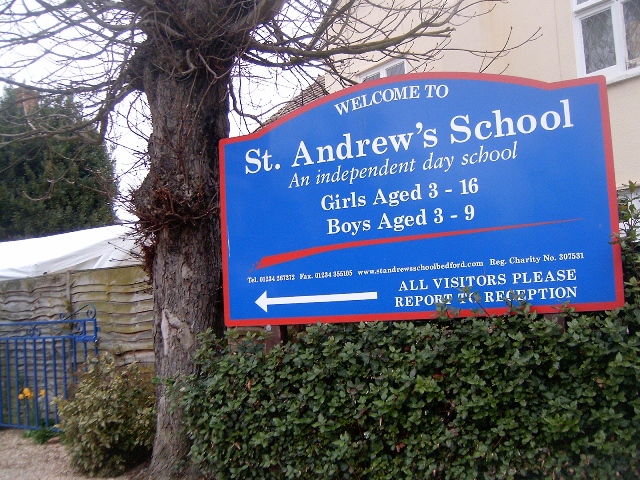 WELCOME TO
St. Andrew's School
An independent day school
Girls Aged 3 - 16
Boys Aged 3 - 9
Tel. 01234 267272 Fax. 01234 355105 www.standrewsschoolbedford.com Reg. Charity No. 307531
ALL VISITORS PLEASE
REPORT TO RECEPTION